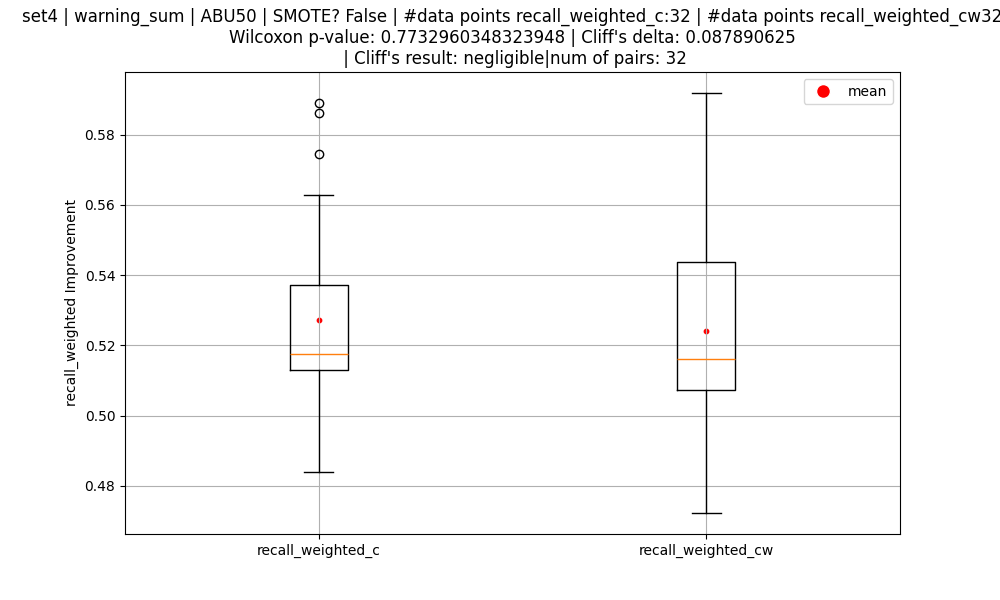 set4 | warning_sum | ABU50 | SMOTE? False | #data points recall_weighted_c:32 | #data points recall_weighted_cw32
Wilcoxon p-value: 0.7732960348323948 | Cliff's delta: 0.087890625
| Cliff's result: negligible|num of pairs: 32
mean
0.58
0.56
0.54
0.52
0.50
0.48
recall_weighted Improvement
recall_weighted_c
recall_weighted_cw